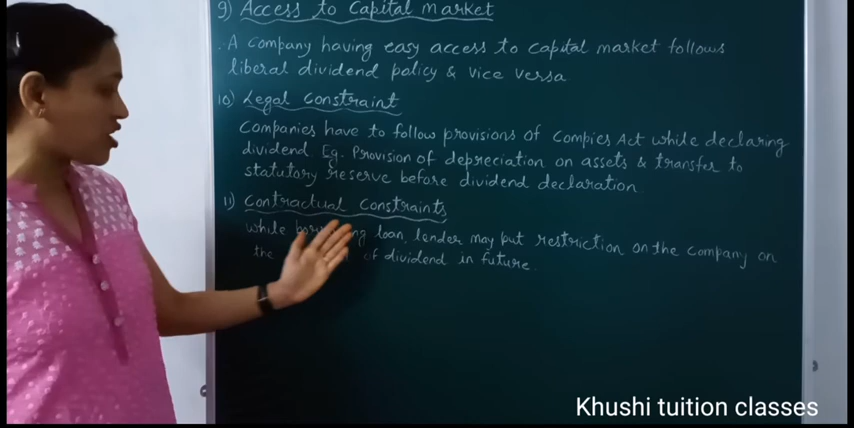 9) Access to Capital market
. A company having easy access to capital market follows
liberal dividend policy & vice versa
10) Legal Constraint
Companies have to follow provisions of Compies Act while declaring
dividend Eg. Provision of depreciation on assets & transfer to
statutory reserve before dividend declaration
11) Contractual Constraints
while loan, lender may put restriction on the company on
the of dividend in future.
Khushi tuition classes